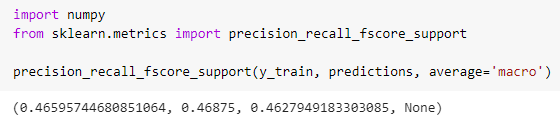 import numpy
from sklearn.metrics import precision_recall_fscore_support
precision_recall_fscore_support(y_train, predictions, average='macro')
(0.46595744680851064, 0.46875, 0.4627949183303085, None)